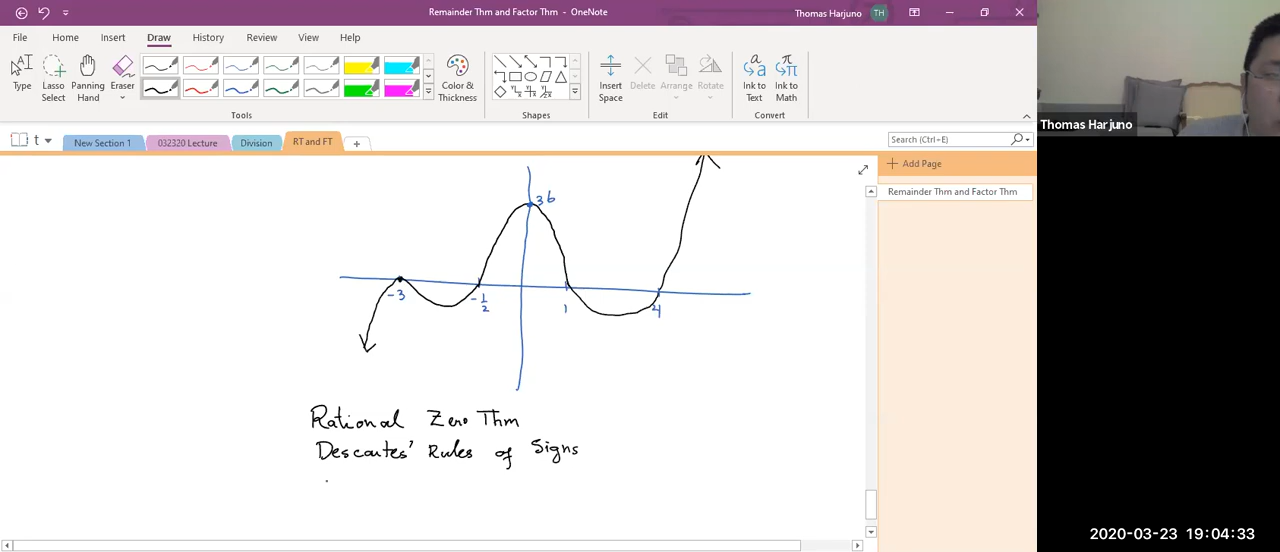 Remainder Thm and Factor Thm - OneNote
Thomas Harjuno TH
File Home Insert Draw History Review View Help
Type Lasso Select Panning Hand Eraser Color & Thickness Insert Space Delete Arrange Rotate Ink to Text Ink to Math
Tools Shapes Edit Convert
New Section 1 032320 Lecture Division RT and FT
Search (Ctrl+E)
Add Page
Remainder Thm and Factor Thm
Thomas Harjuno
36
-3 -1/2 1 4
Rational Zero Thm
Descartes' Rules of Signs
2020-03-23 19:04:33